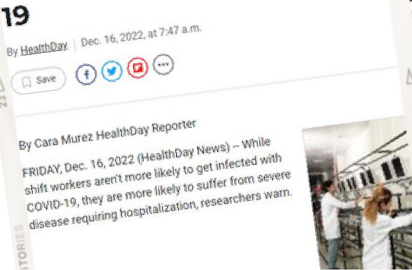 19
By HealthDay | Dec. 16, 2022, at 7:47 a.m.
Save
By Cara Murez HealthDay Reporter
FRIDAY, Dec. 16, 2022 (HealthDay News) -- While
shift workers aren't more likely to get infected with
COVID-19, they are more likely to suffer from severe
disease requiring hospitalization, researchers warn.
23
TORIES